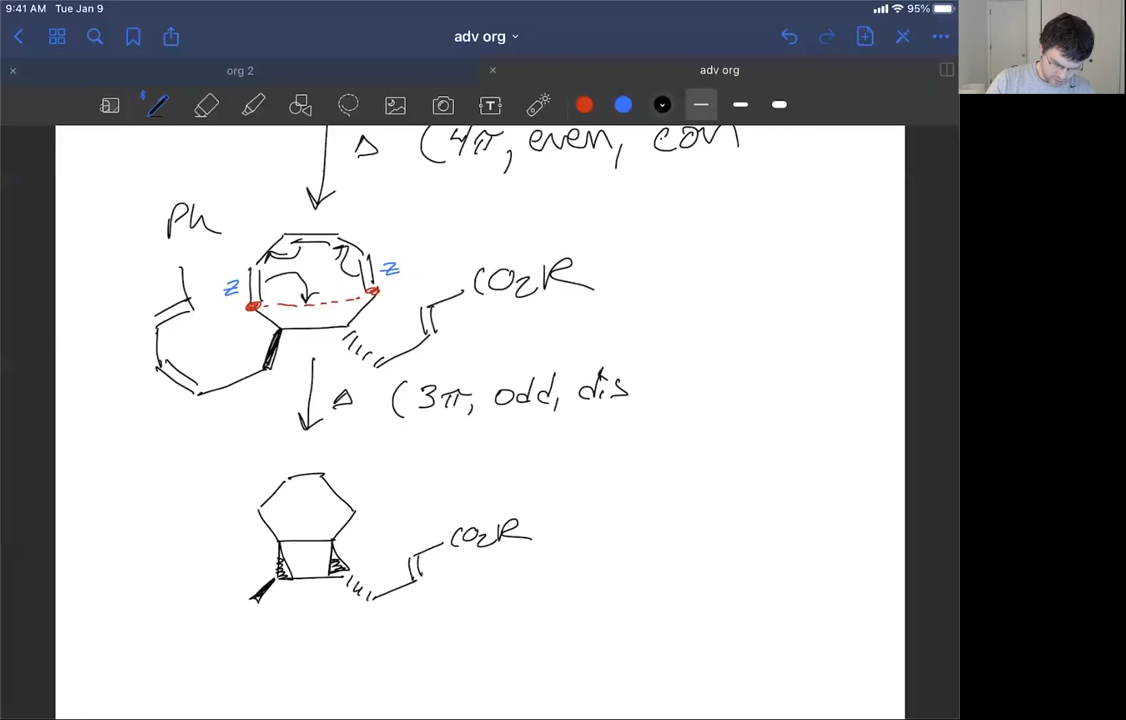 9:41 AM Tue Jan 9
95%
adv org
org 2
adv org
T
Δ (4π, even, con
Ph
Z
Z
CO2R
Δ (3π, odd, dis
CO2R